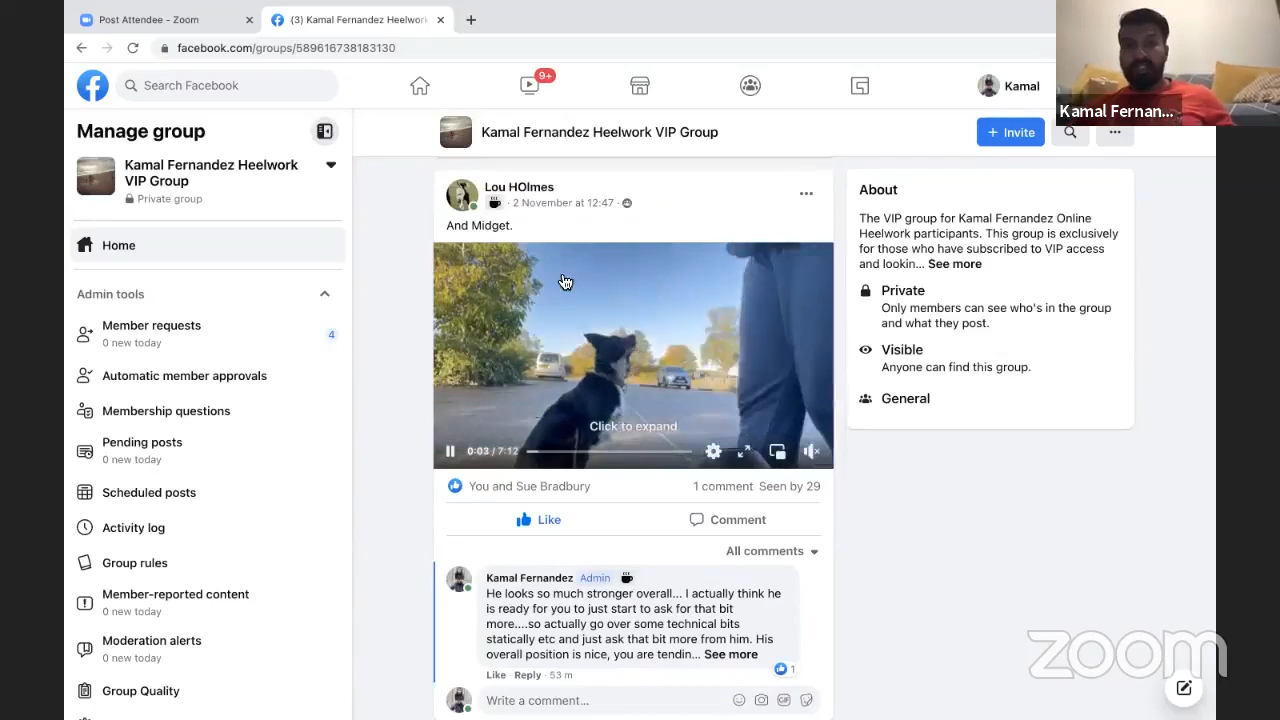 Post Attendee - Zoom
(3) Kamal Fernandez Heelwork
facebook.com/groups/589616738183130
Kamal Fernan...
Search Facebook
9+
Kamal
Manage group
Kamal Fernandez Heelwork
VIP Group
Private group
Home
Admin tools
Member requests
0 new today
4
Automatic member approvals
Membership questions
Pending posts
0 new today
Scheduled posts
Activity log
Group rules
Member-reported content
0 new today
Moderation alerts
0 new today
Group Quality
Kamal Fernandez Heelwork VIP Group
+ Invite
Lou HOlmes
· 2 November at 12:47 ·
And Midget.
Click to expand
0:03 / 7:12
You and Sue Bradbury
1 comment Seen by 29
Like
Comment
All comments
Kamal Fernandez Admin
He looks so much stronger overall... I actually think he
is ready for you to just start to ask for that bit
more....so actually go over some technical bits
statically etc and just ask that bit more from him. His
overall position is nice, you are tendin... See more
1
Like · Reply · 53 m
Write a comment...
GIF
About
The VIP group for Kamal Fernandez Online
Heelwork participants. This group is exclusively
for those who have subscribed to VIP access
and lookin... See more
Private
Only members can see who's in the group
and what they post.
Visible
Anyone can find this group.
General
zoom